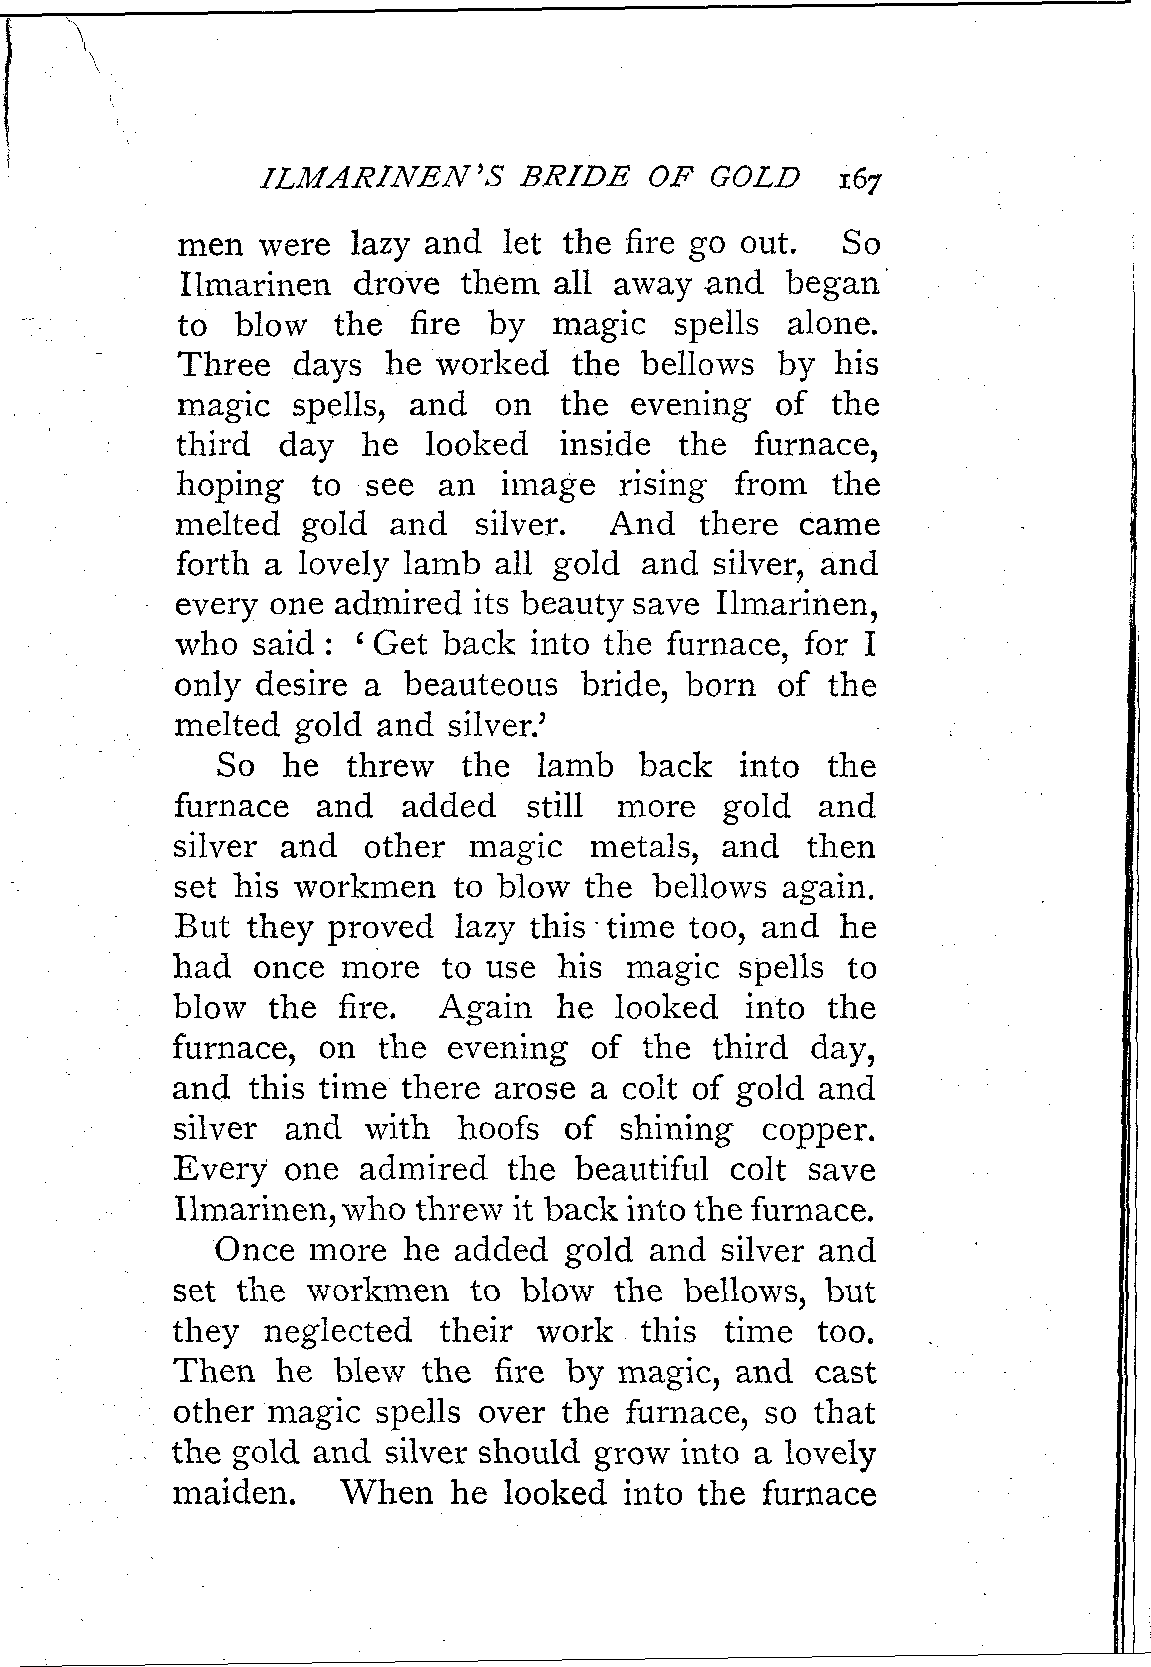 ILMARINEN'S BRIDE OF GOLD 167
men were lazy and let the fire go out. So
Ilmarinen drove them all away and began
to blow the fire by magic spells alone.
Three days he worked the bellows by his
magic spells, and on the evening of the
third day he looked inside the furnace,
hoping to see an image rising from the
melted gold and silver. And there came
forth a lovely lamb all gold and silver, and
every one admired its beauty save Ilmarinen,
who said : ‘ Get back into the furnace, for I
only desire a beauteous bride, born of the
melted gold and silver.’
So he threw the lamb back into the
furnace and added still more gold and
silver and other magic metals, and then
set his workmen to blow the bellows again.
But they proved lazy this time too, and he
had once more to use his magic spells to
blow the fire. Again he looked into the
furnace, on the evening of the third day,
and this time there arose a colt of gold and
silver and with hoofs of shining copper.
Every one admired the beautiful colt save
Ilmarinen, who threw it back into the furnace.
Once more he added gold and silver and
set the workmen to blow the bellows, but
they neglected their work this time too.
Then he blew the fire by magic, and cast
other magic spells over the furnace, so that
the gold and silver should grow into a lovely
maiden. When he looked into the furnace